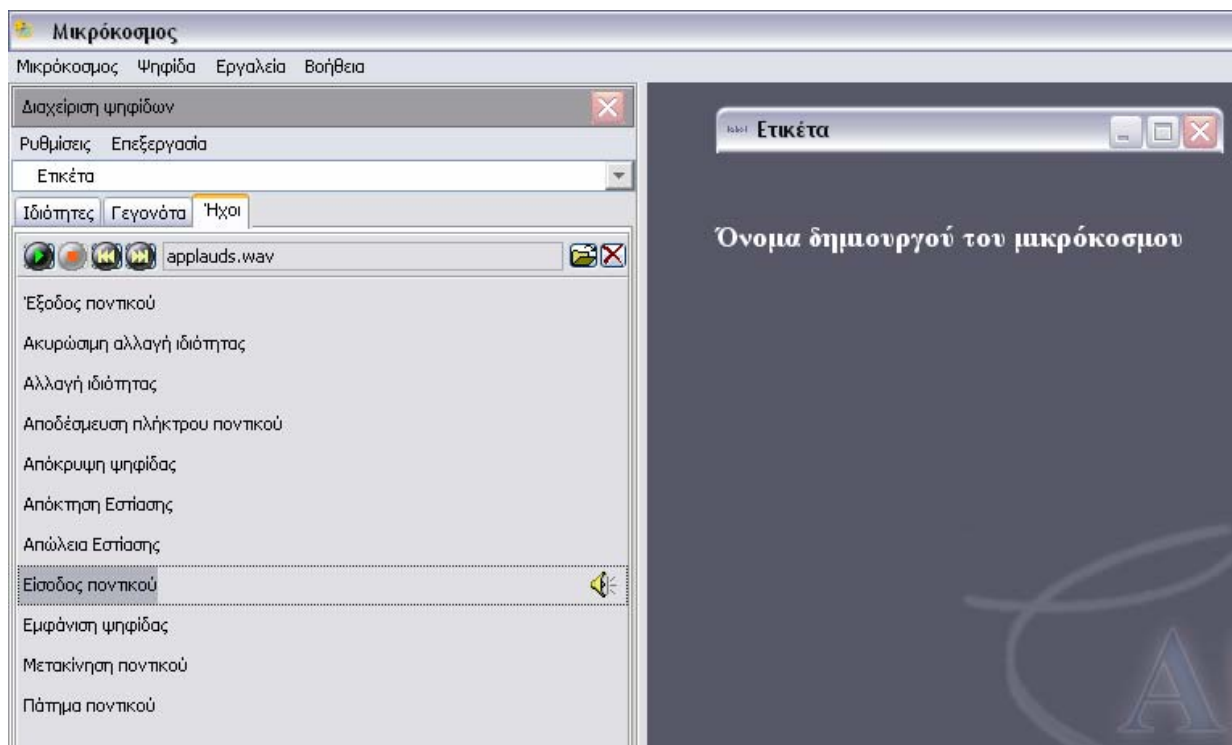 Μικρόκοσμος
Μικρόκοσμος Ψηφίδα Εργαλεία Βοήθεια
Διαχείριση ψηφίδων
Ρυθμίσεις Επεξεργασία
Ετικέτα
Ιδιότητες Γεγονότα Ήχοι
applauds.wav
Έξοδος ποντικού
Ακυρώσιμη αλλαγή ιδιότητας
Αλλαγή ιδιότητας
Αποδέσμευση πλήκτρου ποντικού
Απόκρυψη ψηφίδας
Απόκτηση Εστίασης
Απώλεια Εστίασης
Είσοδος ποντικού
Εμφάνιση ψηφίδας
Μετακίνηση ποντικού
Πάτημα ποντικού
label Ετικέτα
Όνομα δημιουργού του μικρόκοσμου